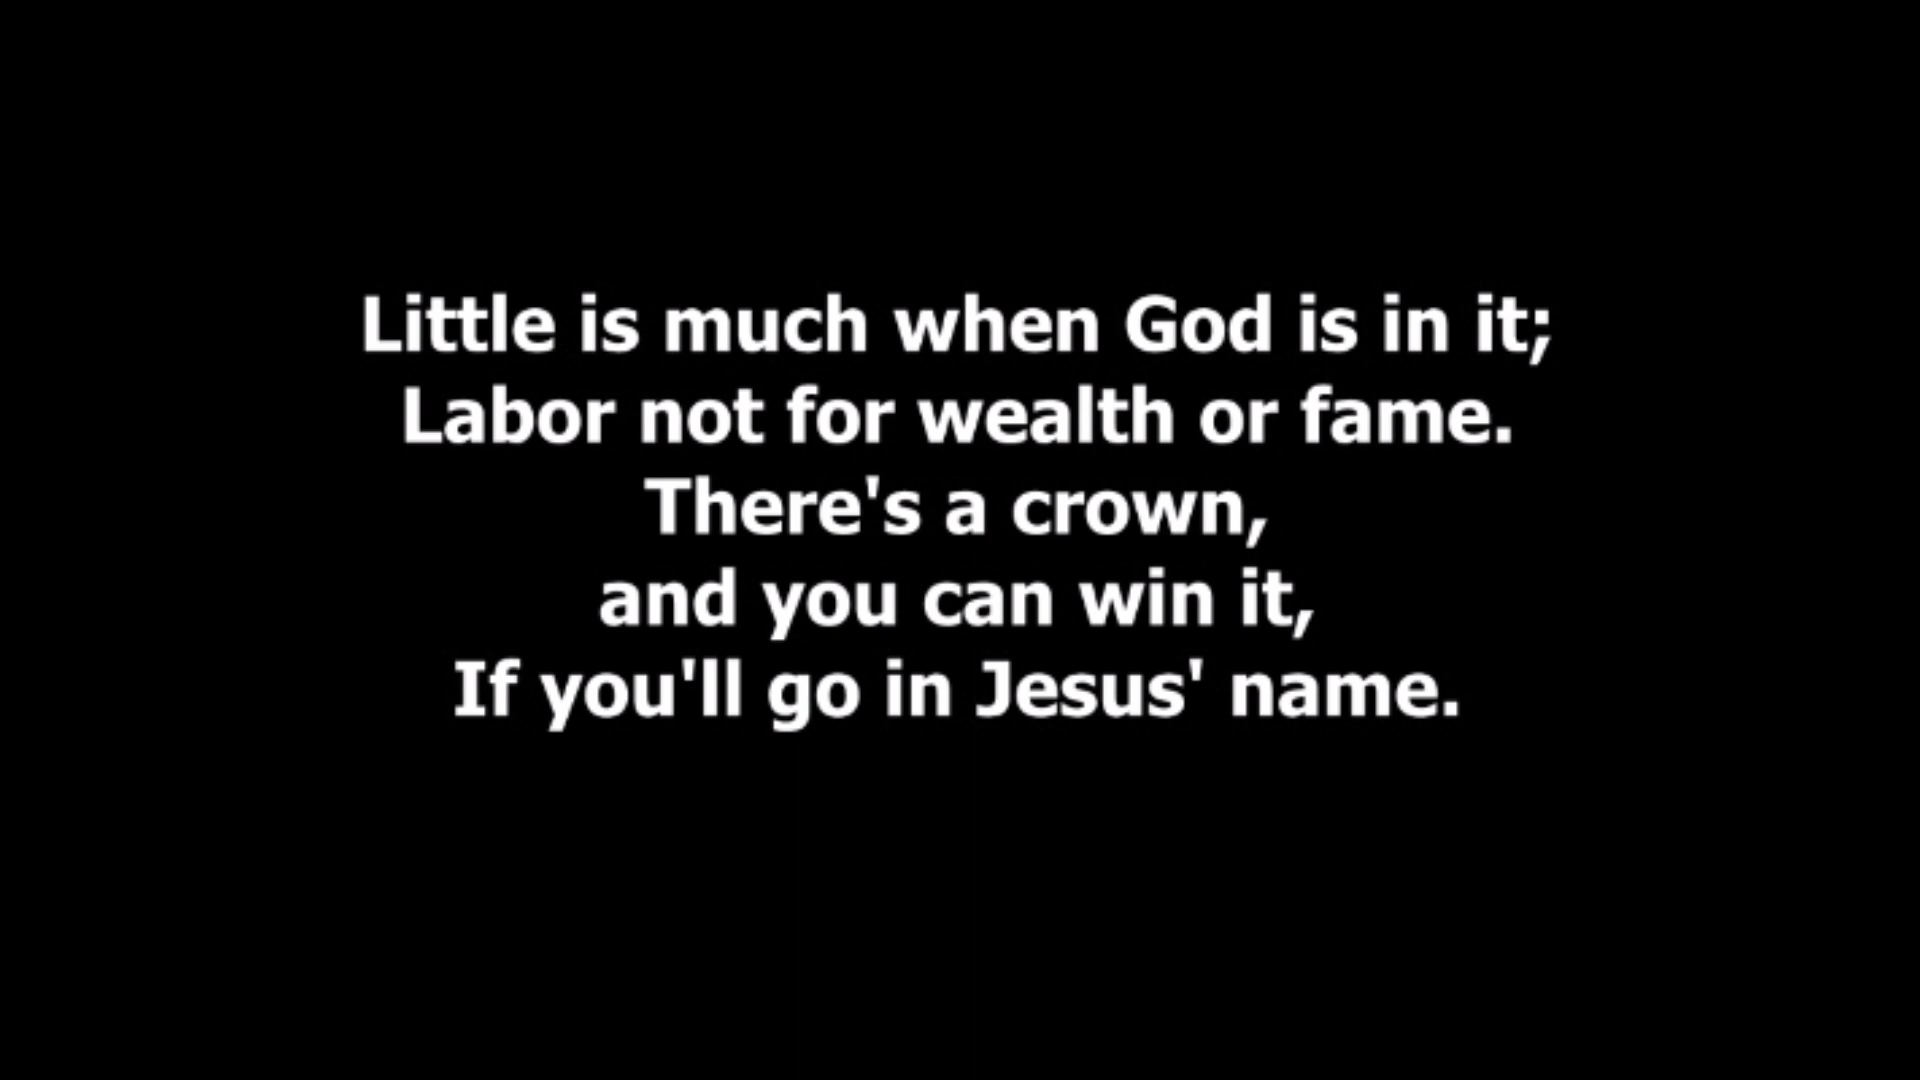 Little is much when God is in it;
Labor not for wealth or fame.
There's a crown,
and you can win it,
If you'll go in Jesus' name.